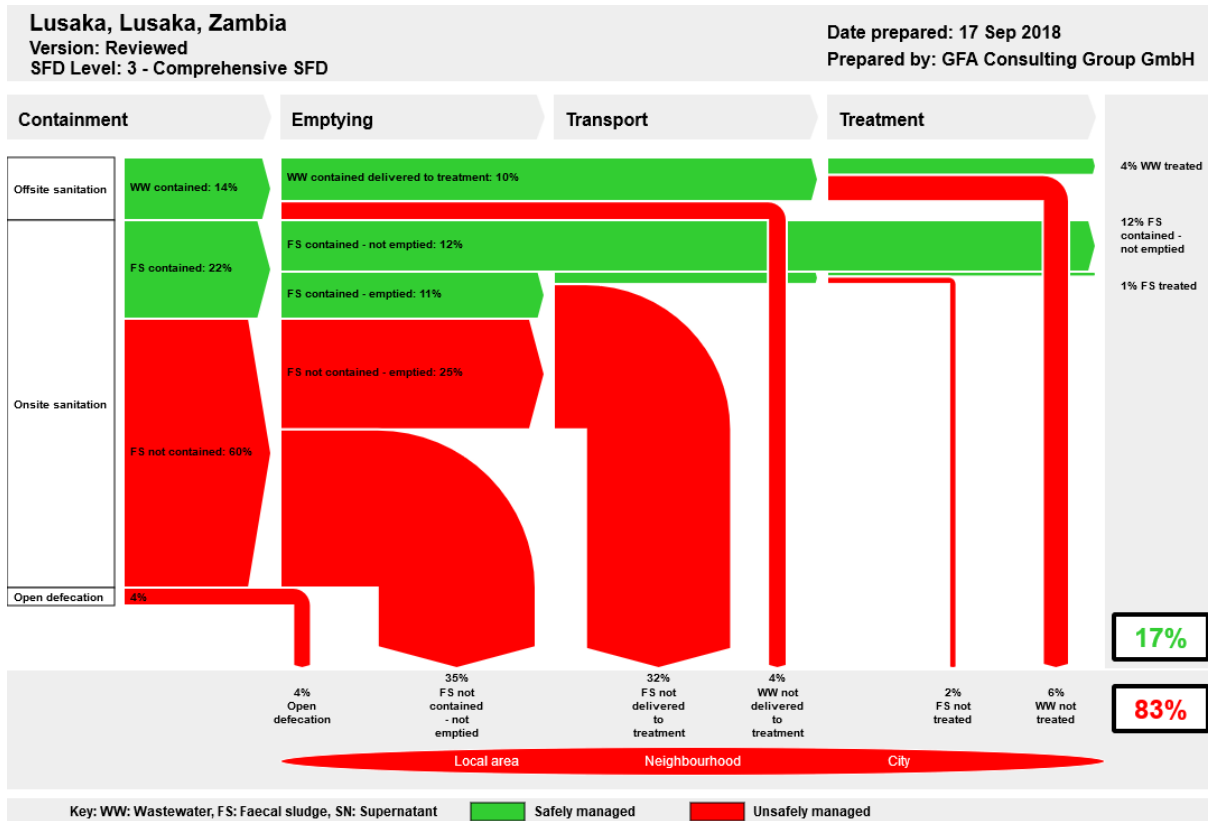 Lusaka, Lusaka, Zambia
Version: Reviewed
SFD Level: 3 - Comprehensive SFD
Date prepared: 17 Sep 2018
Prepared by: GFA Consulting Group GmbH
Containment
Emptying
Transport
Treatment
Offsite sanitation
WW contained: 14%
WW contained delivered to treatment: 10%
4% WW treated
FS contained: 22%
FS contained - not emptied: 12%
12% FS
contained -
not emptied
FS contained - emptied: 11%
1% FS treated
Onsite sanitation
FS not contained: 60%
FS not contained - emptied: 25%
Open defecation
4%
17%
4%
Open
defecation
35%
FS not
contained
- not
emptied
32%
FS not
delivered
to
treatment
4%
WW not
delivered
to
treatment
2%
FS not
treated
6%
WW not
treated
83%
Local area
Neighbourhood
City
Key: WW: Wastewater, FS: Faecal sludge, SN: Supernatant
Safely managed
Unsafely managed